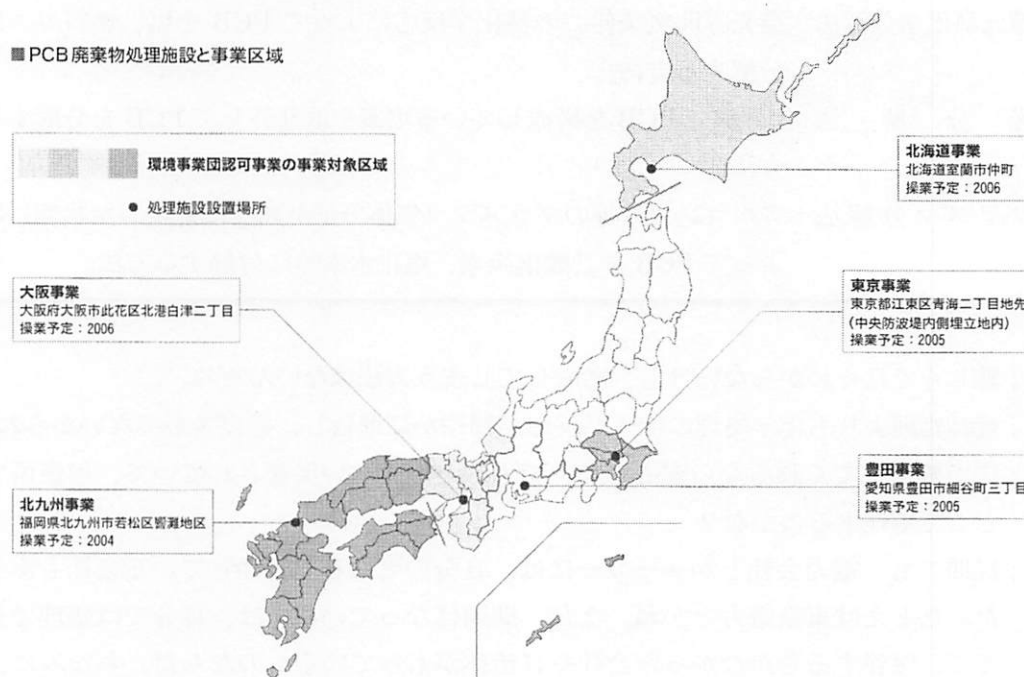 ■PCB廃棄物処理施設と事業区域
環境事業団認可事業の事業対象区域
● 処理施設設置場所
北海道事業
北海道室蘭市仲町
操業予定：2006
大阪事業
大阪府大阪市此花区北港白津二丁目
操業予定：2006
東京事業
東京都江東区青海二丁目地先
（中央防波堤内側埋立地内）
操業予定：2005
豊田事業
愛知県豊田市細谷町三丁目
操業予定：2005
北九州事業
福岡県北九州市若松区響灘地区
操業予定：2004